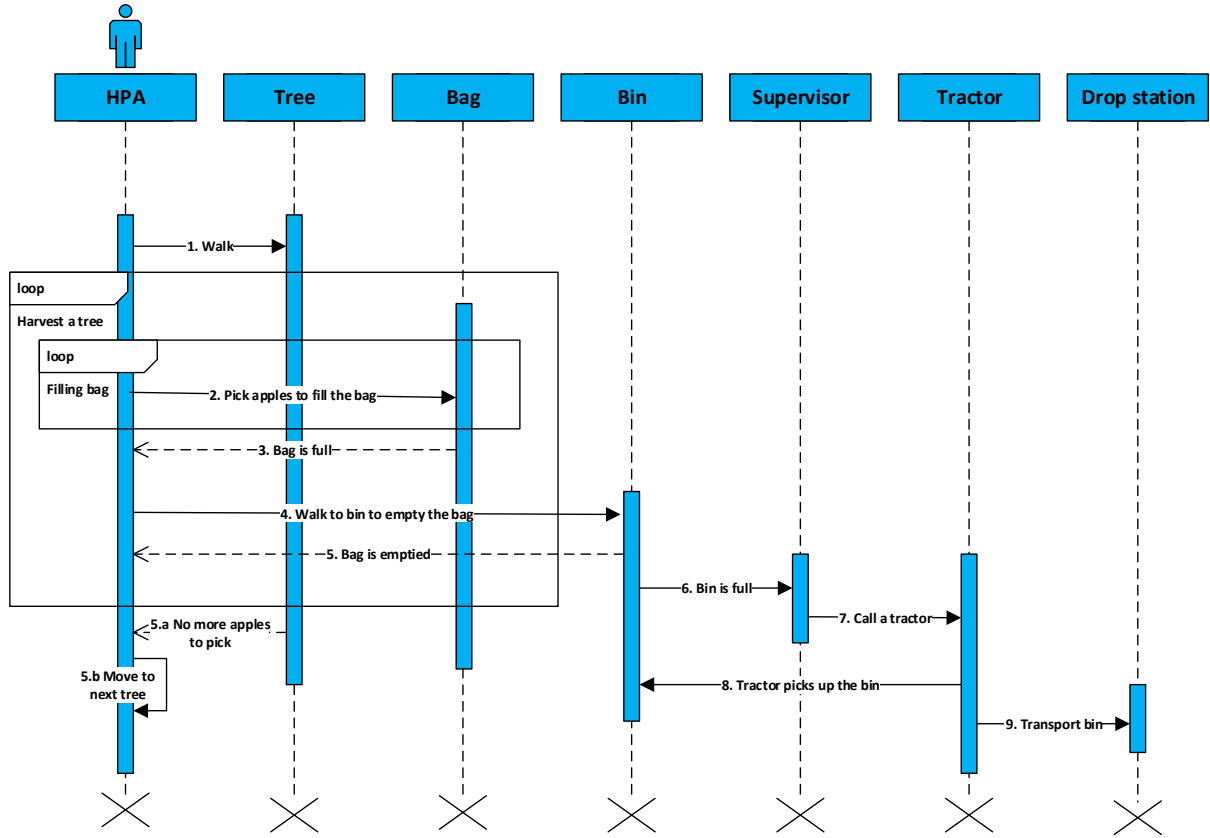 HPA
Tree
Bag
Bin
Supervisor
Tractor
Drop station
1. Walk
loop
Harvest a tree
loop
Filling bag
2. Pick apples to fill the bag
3. Bag is full
4. Walk to bin to empty the bag
5. Bag is emptied
6. Bin is full
7. Call a tractor
5.a No more apples
to pick
5.b Move to
next tree
8. Tractor picks up the bin
9. Transport bin